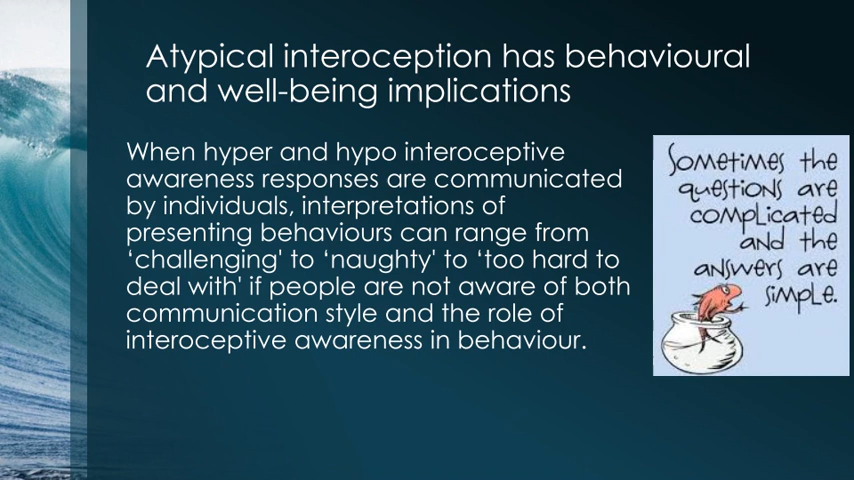 Atypical interoception has behavioural
and well-being implications
When hyper and hypo interoceptive
awareness responses are communicated
by individuals, interpretations of
presenting behaviours can range from
‘challenging' to ‘naughty' to ‘too hard to
deal with' if people are not aware of both
communication style and the role of
interoceptive awareness in behaviour.
Sometimes the
questions are
complicated
and the
answers are
simple.